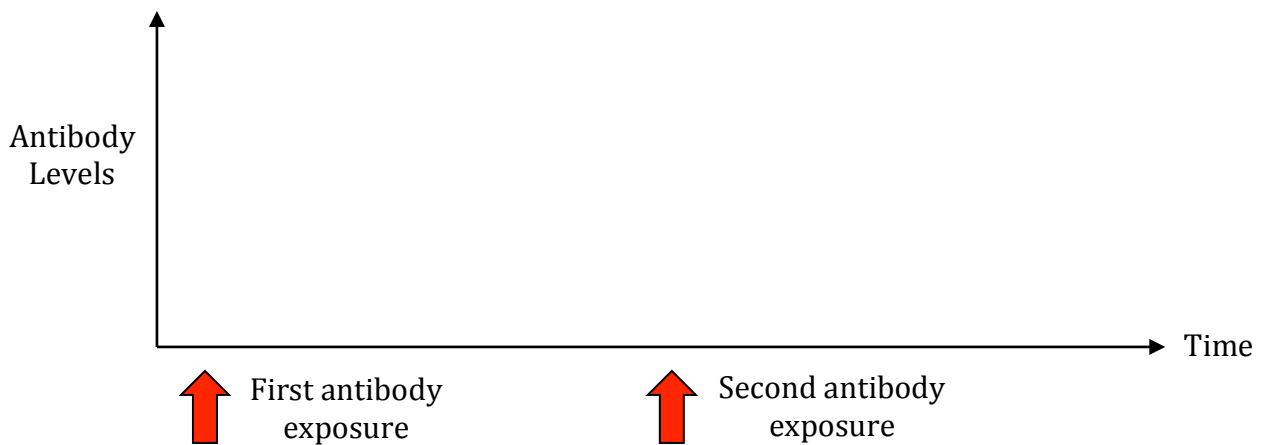 Antibody
Levels
Time
First antibody
exposure
Second antibody
exposure